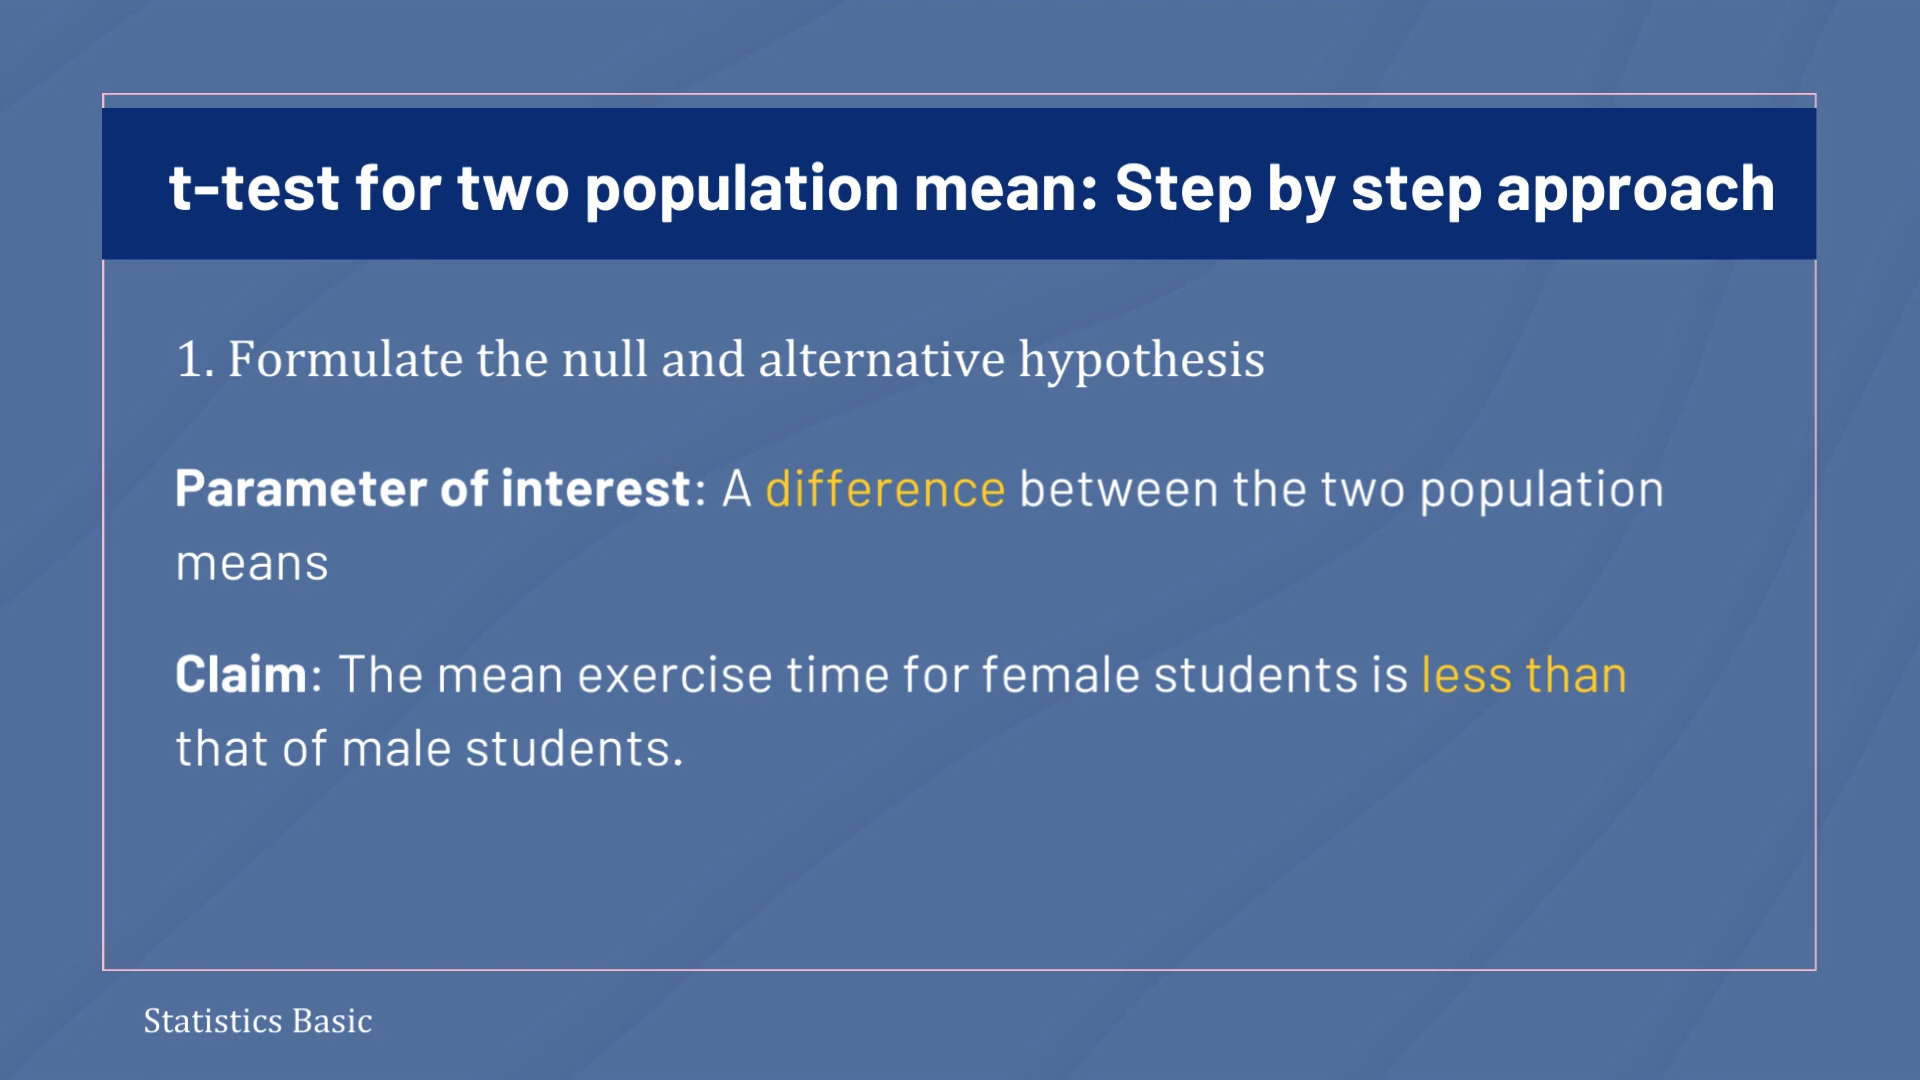 t-test for two population mean: Step by step approach
1. Formulate the null and alternative hypothesis
Parameter of interest: A difference between the two population
means
Claim: The mean exercise time for female students is less than
that of male students.
Statistics Basic